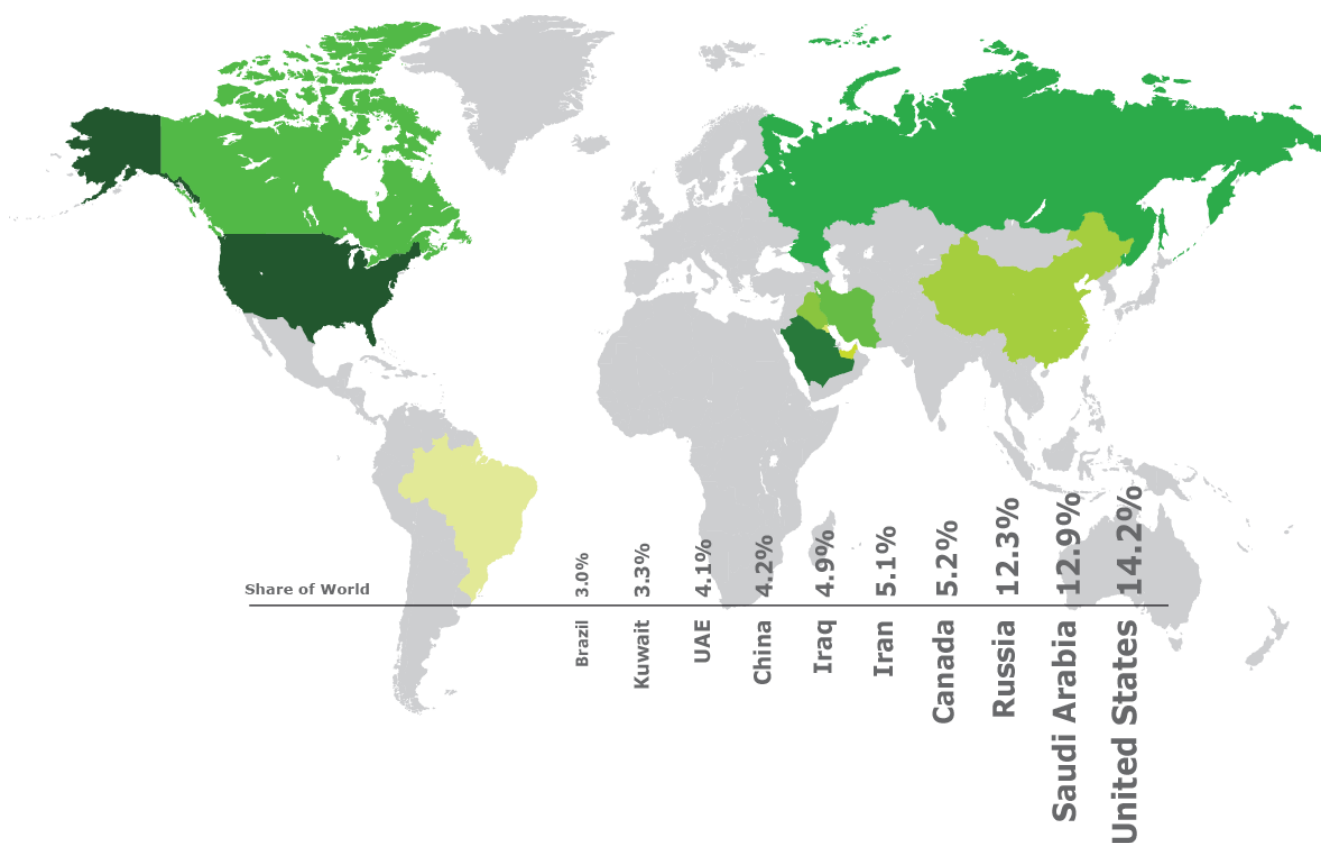 Share of World
3.0%
3.3%
4.1%
4.2%
4.9%
5.1%
5.2%
12.3%
12.9%
14.2%
Brazil
Kuwait
UAE
China
Iraq
Iran
Canada
Russia
Saudi Arabia
United States